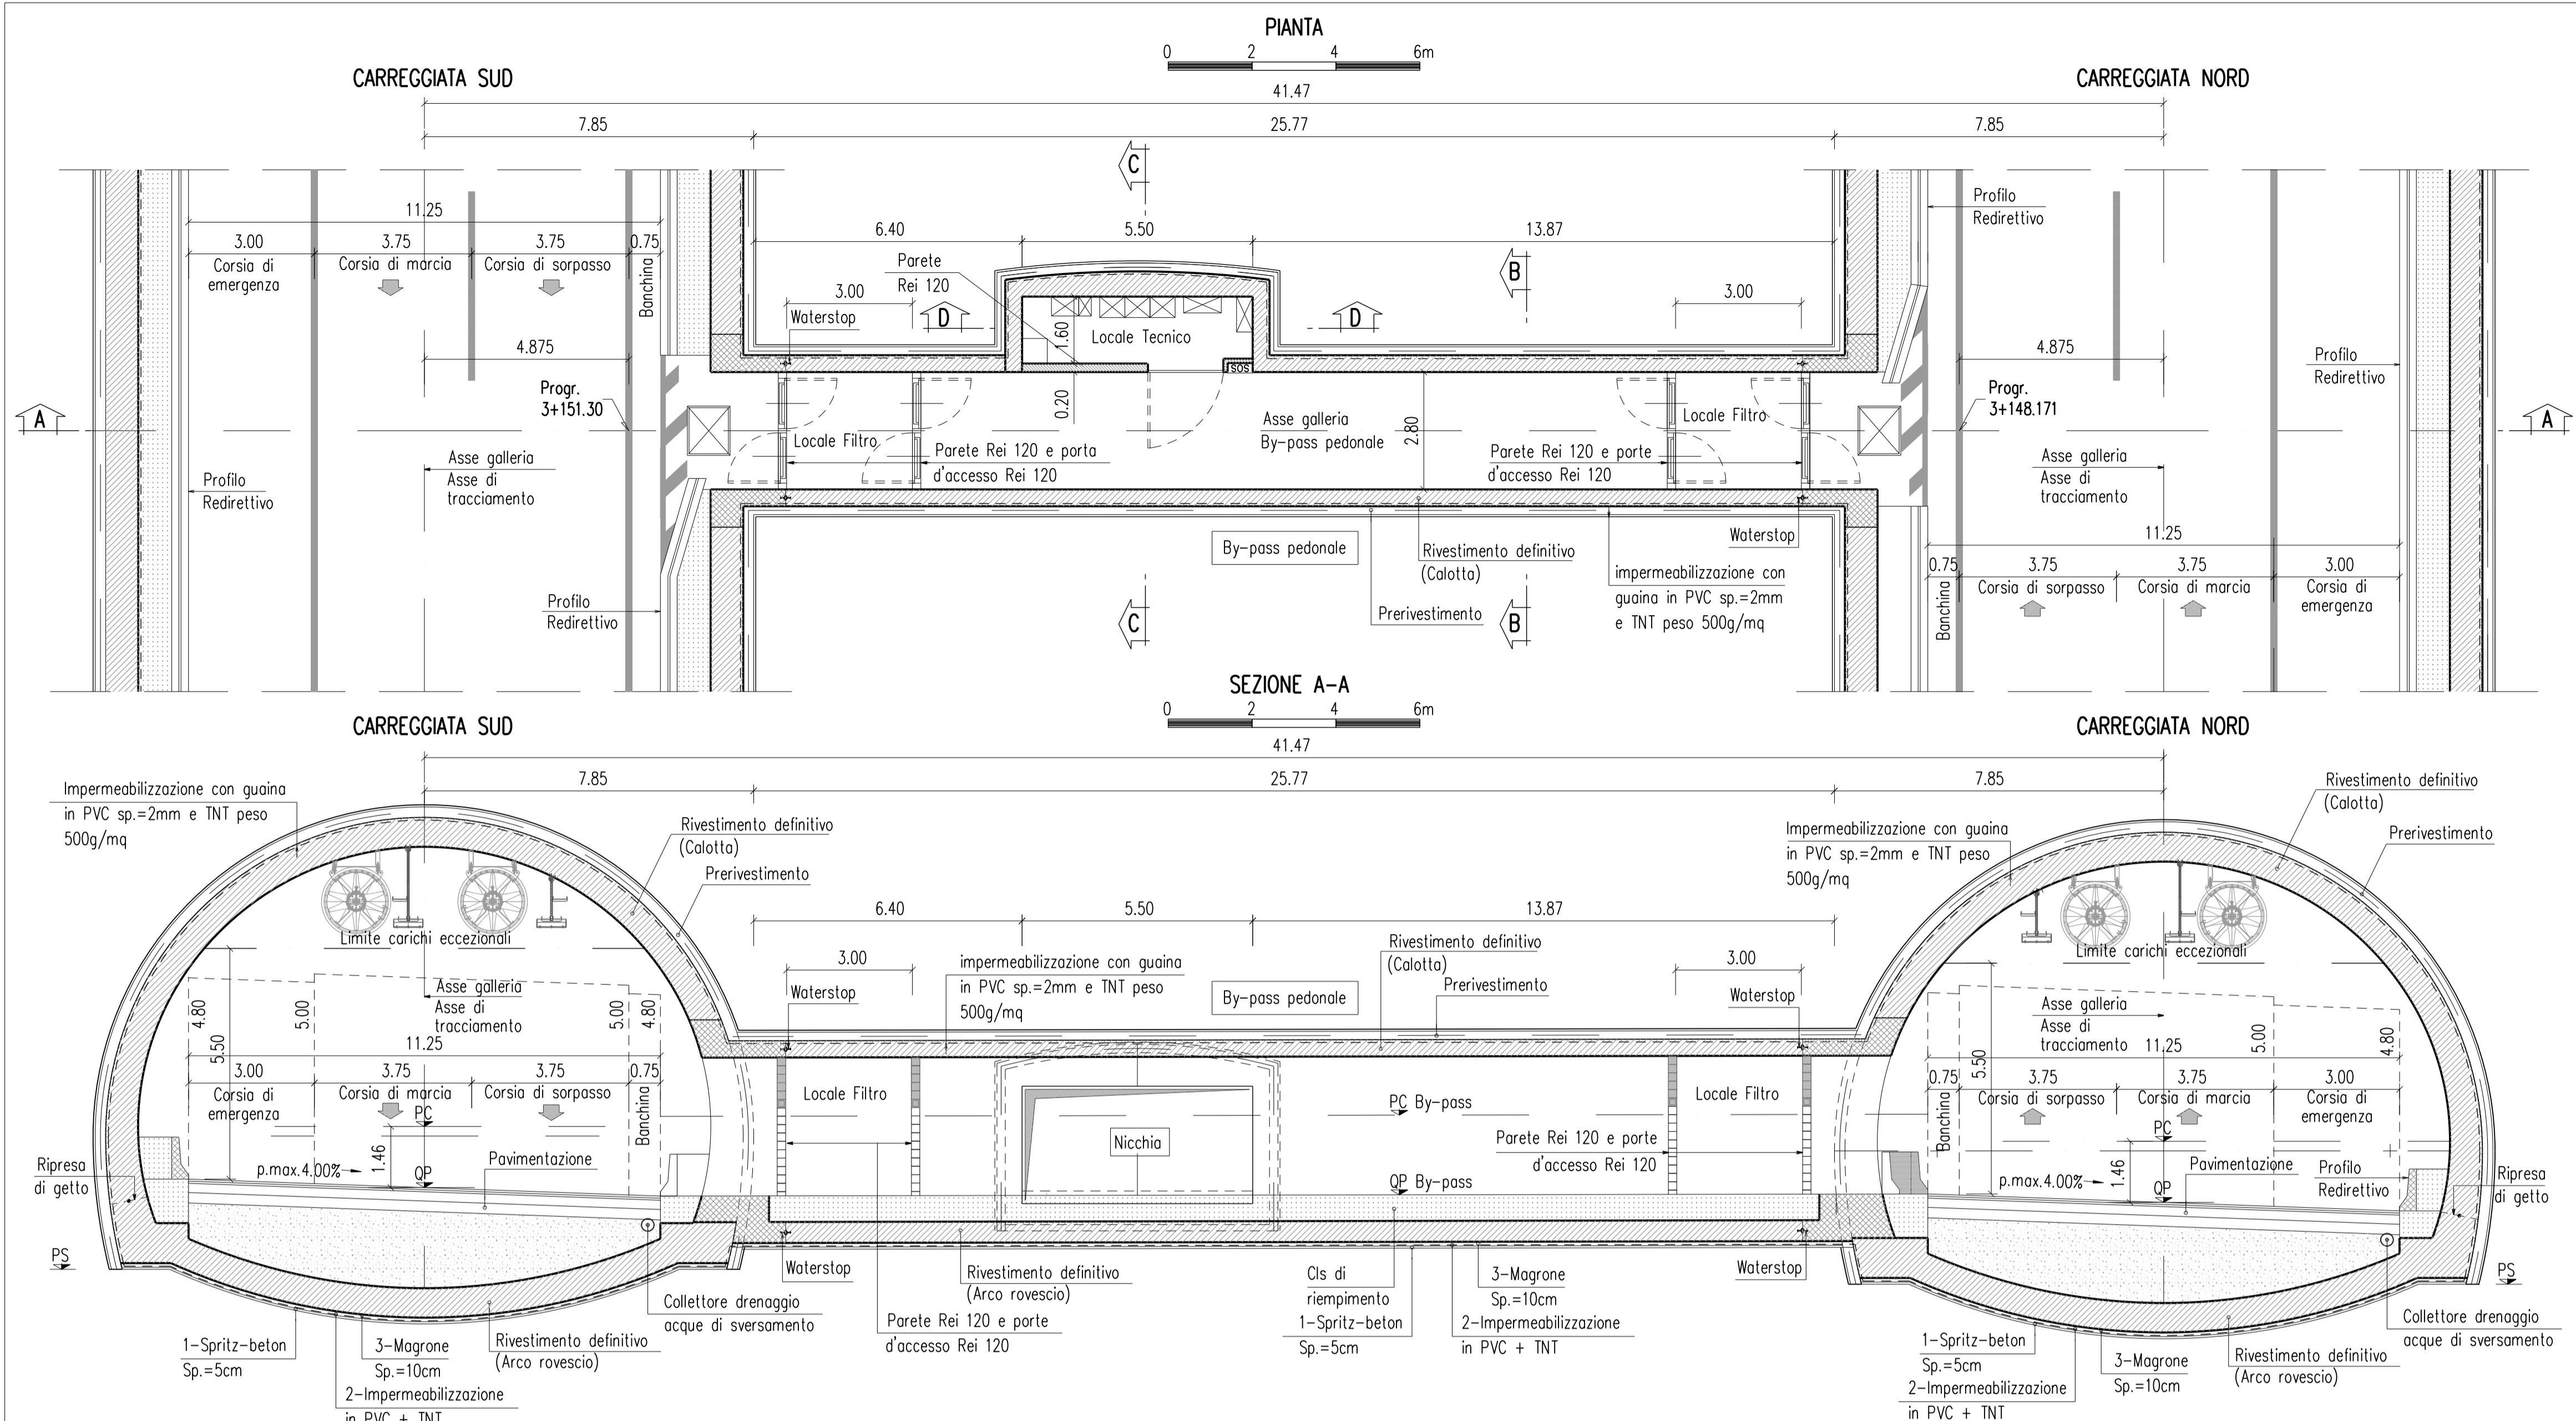 PIANTA
0 2 4 6m
CARREGGIATA SUD
CARREGGIATA NORD
41.47
7.85
25.77
7.85
C
11.25
3.00
3.75
3.75
0.75
Corsia di
emergenza
Corsia di marcia
Corsia di sorpasso
Banchina
4.875
Progr.
3+151.30
A
Asse galleria
Asse di
tracciamento
Profilo
Redirettivo
Profilo
Redirettivo
6.40
5.50
13.87
Parete
Rei 120
B
3.00
3.00
Waterstop
D
D
1.60
Locale Tecnico
SOS
0.20
Asse galleria
By-pass pedonale
2.80
Locale Filtro
Locale Filtro
Parete Rei 120 e porta
d'accesso Rei 120
Parete Rei 120 e porte
d'accesso Rei 120
Waterstop
By-pass pedonale
Rivestimento definitivo
(Calotta)
impermeabilizzazione con
guaina in PVC sp.=2mm
e TNT peso 500g/mq
Prerivestimento
C
B
Profilo
Redirettivo
4.875
Profilo
Redirettivo
Progr.
3+148.171
A
Asse galleria
Asse di
tracciamento
11.25
0.75
3.75
3.75
3.00
Banchina
Corsia di sorpasso
Corsia di marcia
Corsia di
emergenza
SEZIONE A-A
0 2 4 6m
CARREGGIATA SUD
CARREGGIATA NORD
41.47
7.85
25.77
7.85
Impermeabilizzazione con guaina
in PVC sp.=2mm e TNT peso
500g/mq
Rivestimento definitivo
(Calotta)
Prerivestimento
Limite carichi eccezionali
4.80
5.50
5.00
Asse galleria
Asse di
tracciamento
5.00
4.80
11.25
3.00
3.75
3.75
0.75
Corsia di
emergenza
Corsia di marcia
Corsia di sorpasso
Banchina
PC
1.46
QP
p.max.4.00%
Pavimentazione
Ripresa
di getto
PS
1-Spritz-beton
Sp.=5cm
2-Impermeabilizzazione
in PVC + TNT
3-Magrone
Sp.=10cm
Rivestimento definitivo
(Arco rovescio)
Collettore drenaggio
acque di sversamento
6.40
5.50
13.87
3.00
3.00
Waterstop
impermeabilizzazione con guaina
in PVC sp.=2mm e TNT peso
500g/mq
By-pass pedonale
Rivestimento definitivo
(Calotta)
Prerivestimento
Waterstop
Locale Filtro
Locale Filtro
PC By-pass
Nicchia
Parete Rei 120 e porte
d'accesso Rei 120
QP By-pass
Waterstop
Rivestimento definitivo
(Arco rovescio)
Parete Rei 120 e porte
d'accesso Rei 120
Cls di
riempimento
1-Spritz-beton
Sp.=5cm
3-Magrone
Sp.=10cm
2-Impermeabilizzazione
in PVC + TNT
Waterstop
Impermeabilizzazione con guaina
in PVC sp.=2mm e TNT peso
500g/mq
Rivestimento definitivo
(Calotta)
Prerivestimento
Limite carichi eccezionali
5.50
Asse galleria
Asse di
tracciamento
11.25
5.00
4.80
0.75
3.75
3.75
3.00
Banchina
Corsia di sorpasso
Corsia di marcia
Corsia di
emergenza
PC
1.46
QP
p.max.4.00%
Pavimentazione
Profilo
Redirettivo
Ripresa
di getto
PS
Collettore drenaggio
acque di sversamento
1-Spritz-beton
Sp.=5cm
2-Impermeabilizzazione
in PVC + TNT
3-Magrone
Sp.=10cm
Rivestimento definitivo
(Arco rovescio)